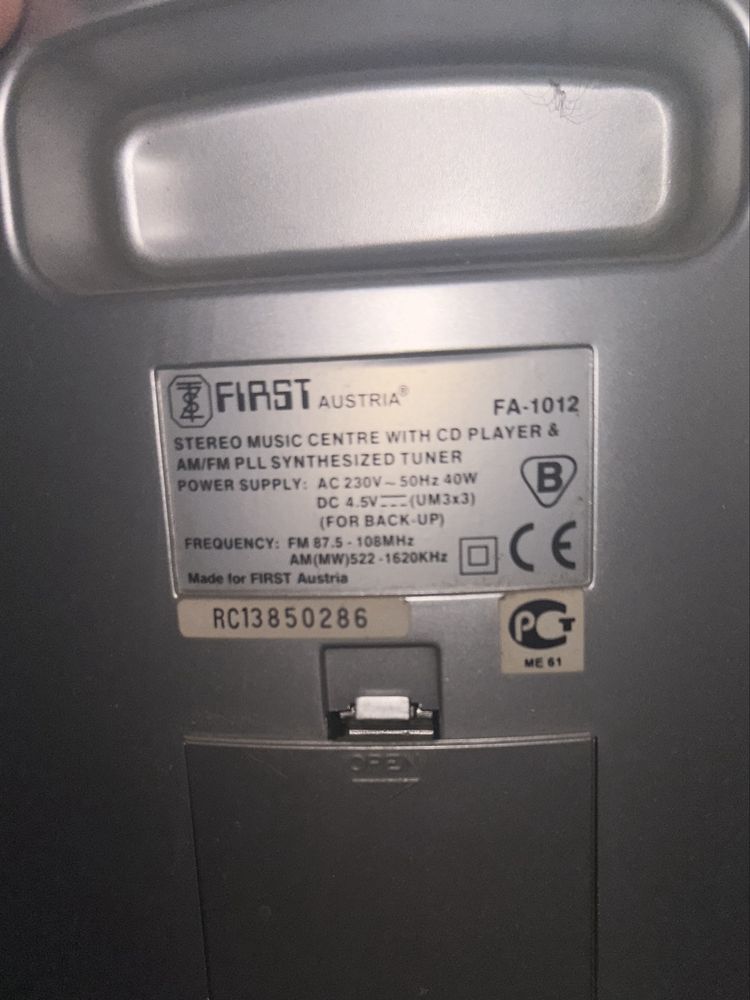 FIRST AUSTRIA®
FA-1012
STEREO MUSIC CENTRE WITH CD PLAYER &
AM/FM PLL SYNTHESIZED TUNER
POWER SUPPLY: AC 230V~50Hz 40W
DC 4.5V⎓(UM3x3)
(FOR BACK-UP)
B
FREQUENCY: FM 87.5 - 108MHz
AM(MW)522 -1620KHz
CE
Made for FIRST Austria
RC13850286
РСТ
ME 61
OPEN